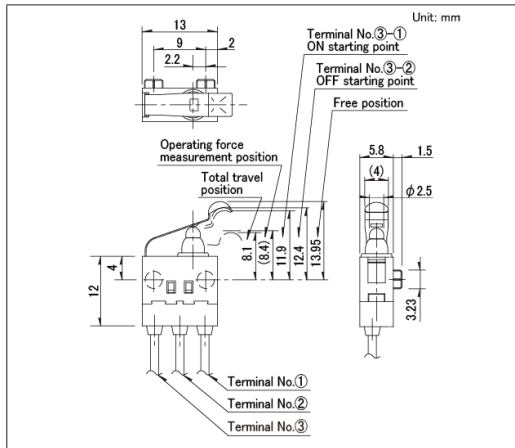 Unit: mm
13
9
2
2.2
Terminal No.③-①
ON starting point
Terminal No.③-②
OFF starting point
Free position
Operating force
measurement position
Total travel
position
5.8
1.5
(4)
φ2.5
8.1
(8.4)
11.9
12.4
13.95
4
12
3.23
Terminal No.①
Terminal No.②
Terminal No.③